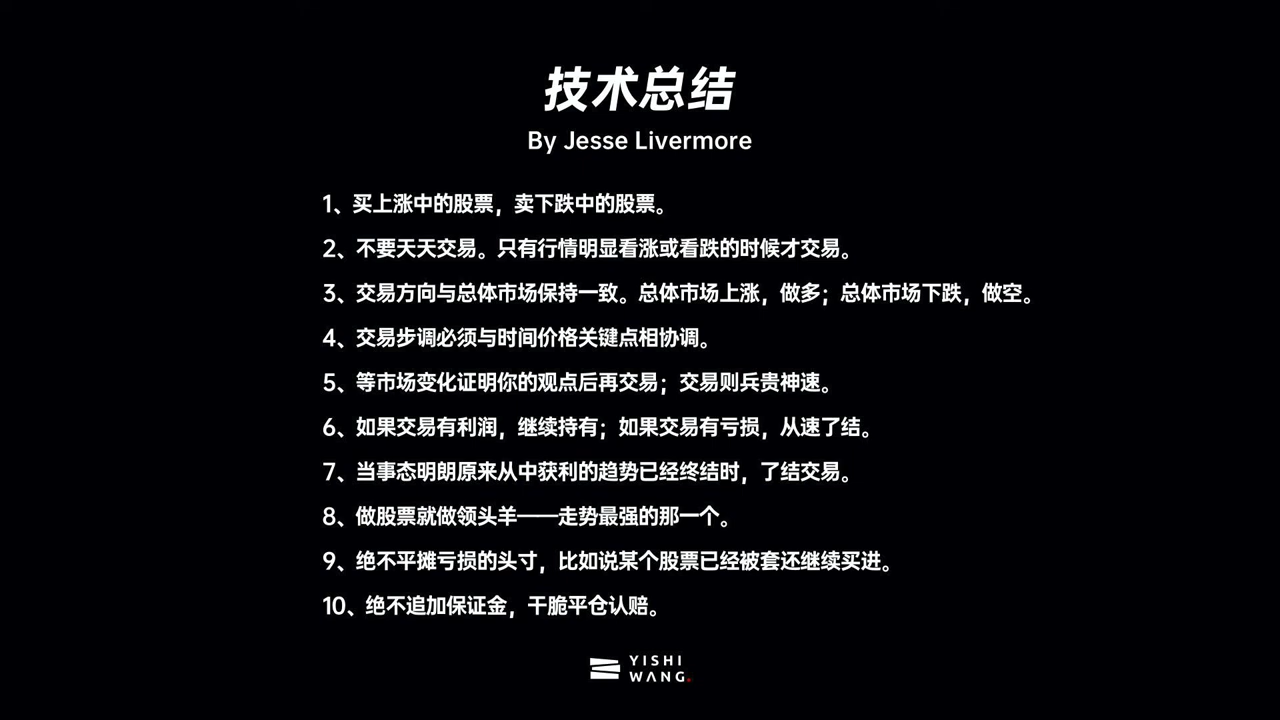 技术总结
By Jesse Livermore
1、买上涨中的股票，卖下跌中的股票。
2、不要天天交易。只有行情明显看涨或看跌的时候才交易。
3、交易方向与总体市场保持一致。总体市场上涨，做多；总体市场下跌，做空。
4、交易步调必须与时间价格关键点相协调。
5、等市场变化证明你的观点后再交易；交易则兵贵神速。
6、如果交易有利润，继续持有；如果交易有亏损，从速了结。
7、当事态明朗原来从中获利的趋势已经终结时，了结交易。
8、做股票就做领头羊——走势最强的那一个。
9、绝不平摊亏损的头寸，比如说某个股票已经被套还继续买进。
10、绝不追加保证金，干脆平仓认赔。
YISHI
WANG.